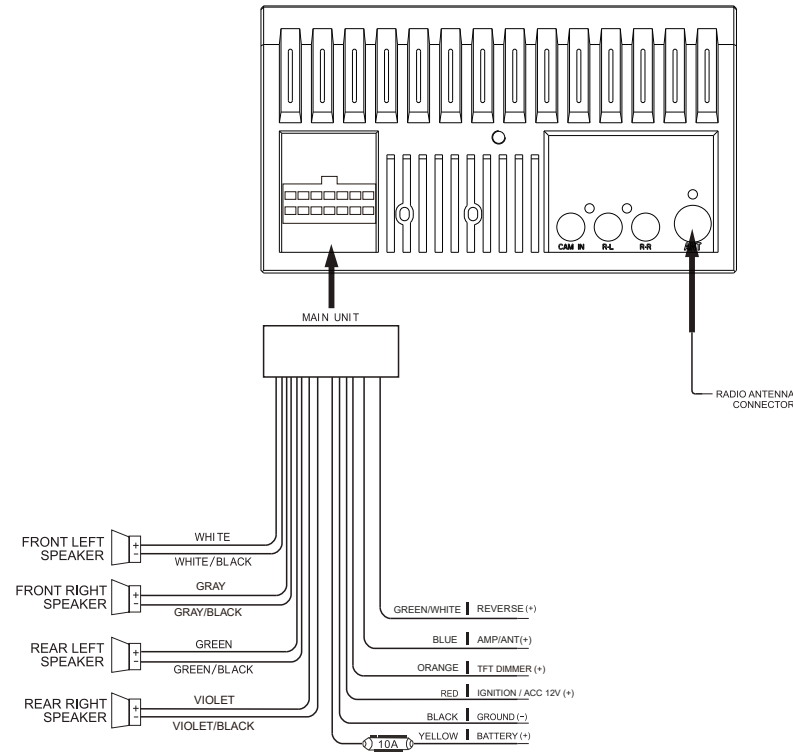 CAM IN R-L R-R ANT
MAIN UNIT
RADIO ANTENNA
CONNECTOR
FRONT LEFT
SPEAKER
+
-
WHITE
WHITE/BLACK
FRONT RIGHT
SPEAKER
+
-
GRAY
GRAY/BLACK
REAR LEFT
SPEAKER
+
-
GREEN
GREEN/BLACK
REAR RIGHT
SPEAKER
+
-
VIOLET
VIOLET/BLACK
GREEN/WHITE REVERSE (+)
BLUE AMP/ANT(+)
ORANGE TFT DIMMER (+)
RED IGNITION / ACC 12V (+)
BLACK GROUND (-)
YELLOW BATTERY (+)
10A